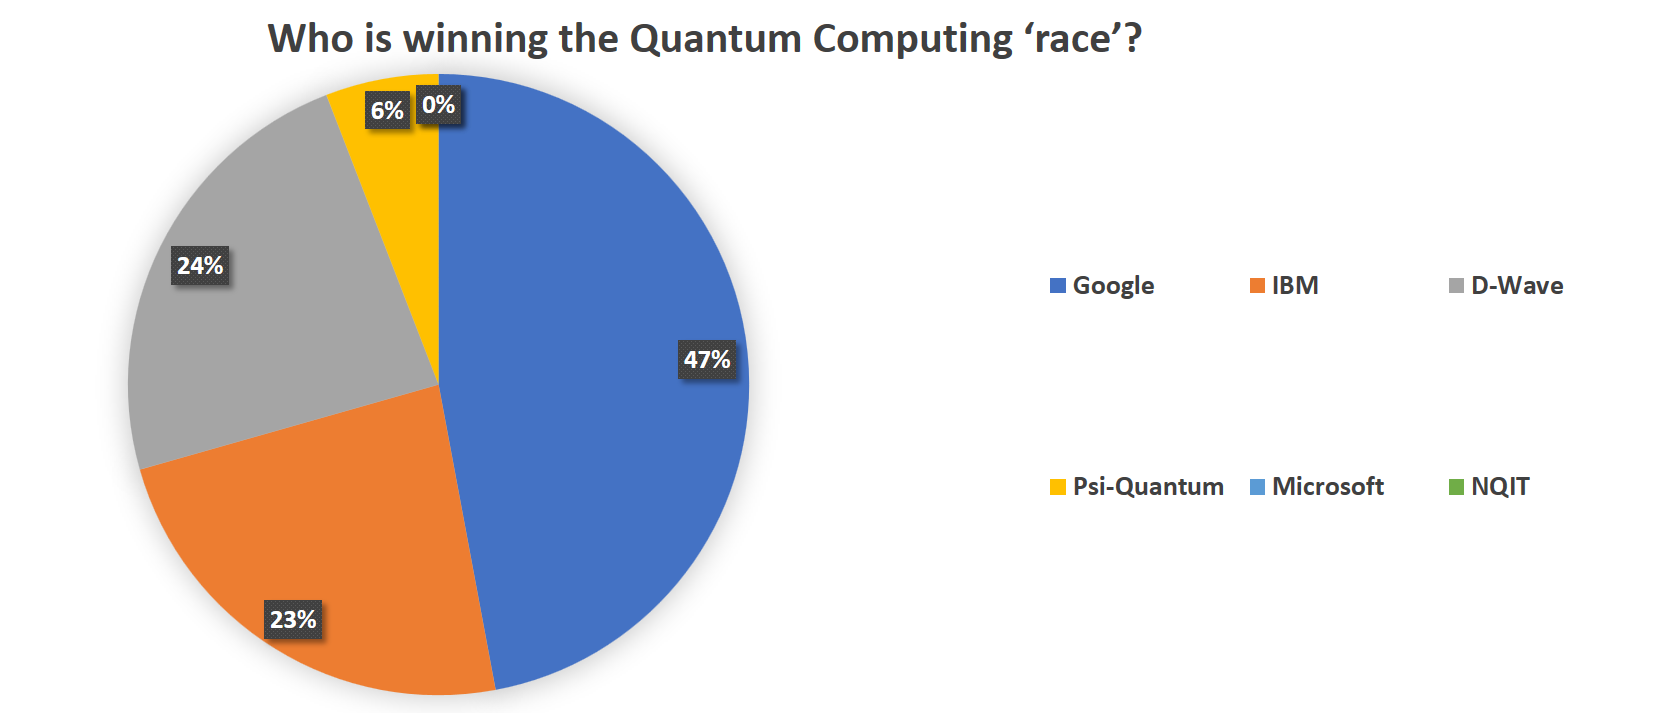 Who is winning the Quantum Computing ‘race’?
6%
0%
24%
47%
23%
Google
IBM
D-Wave
Psi-Quantum
Microsoft
NQIT